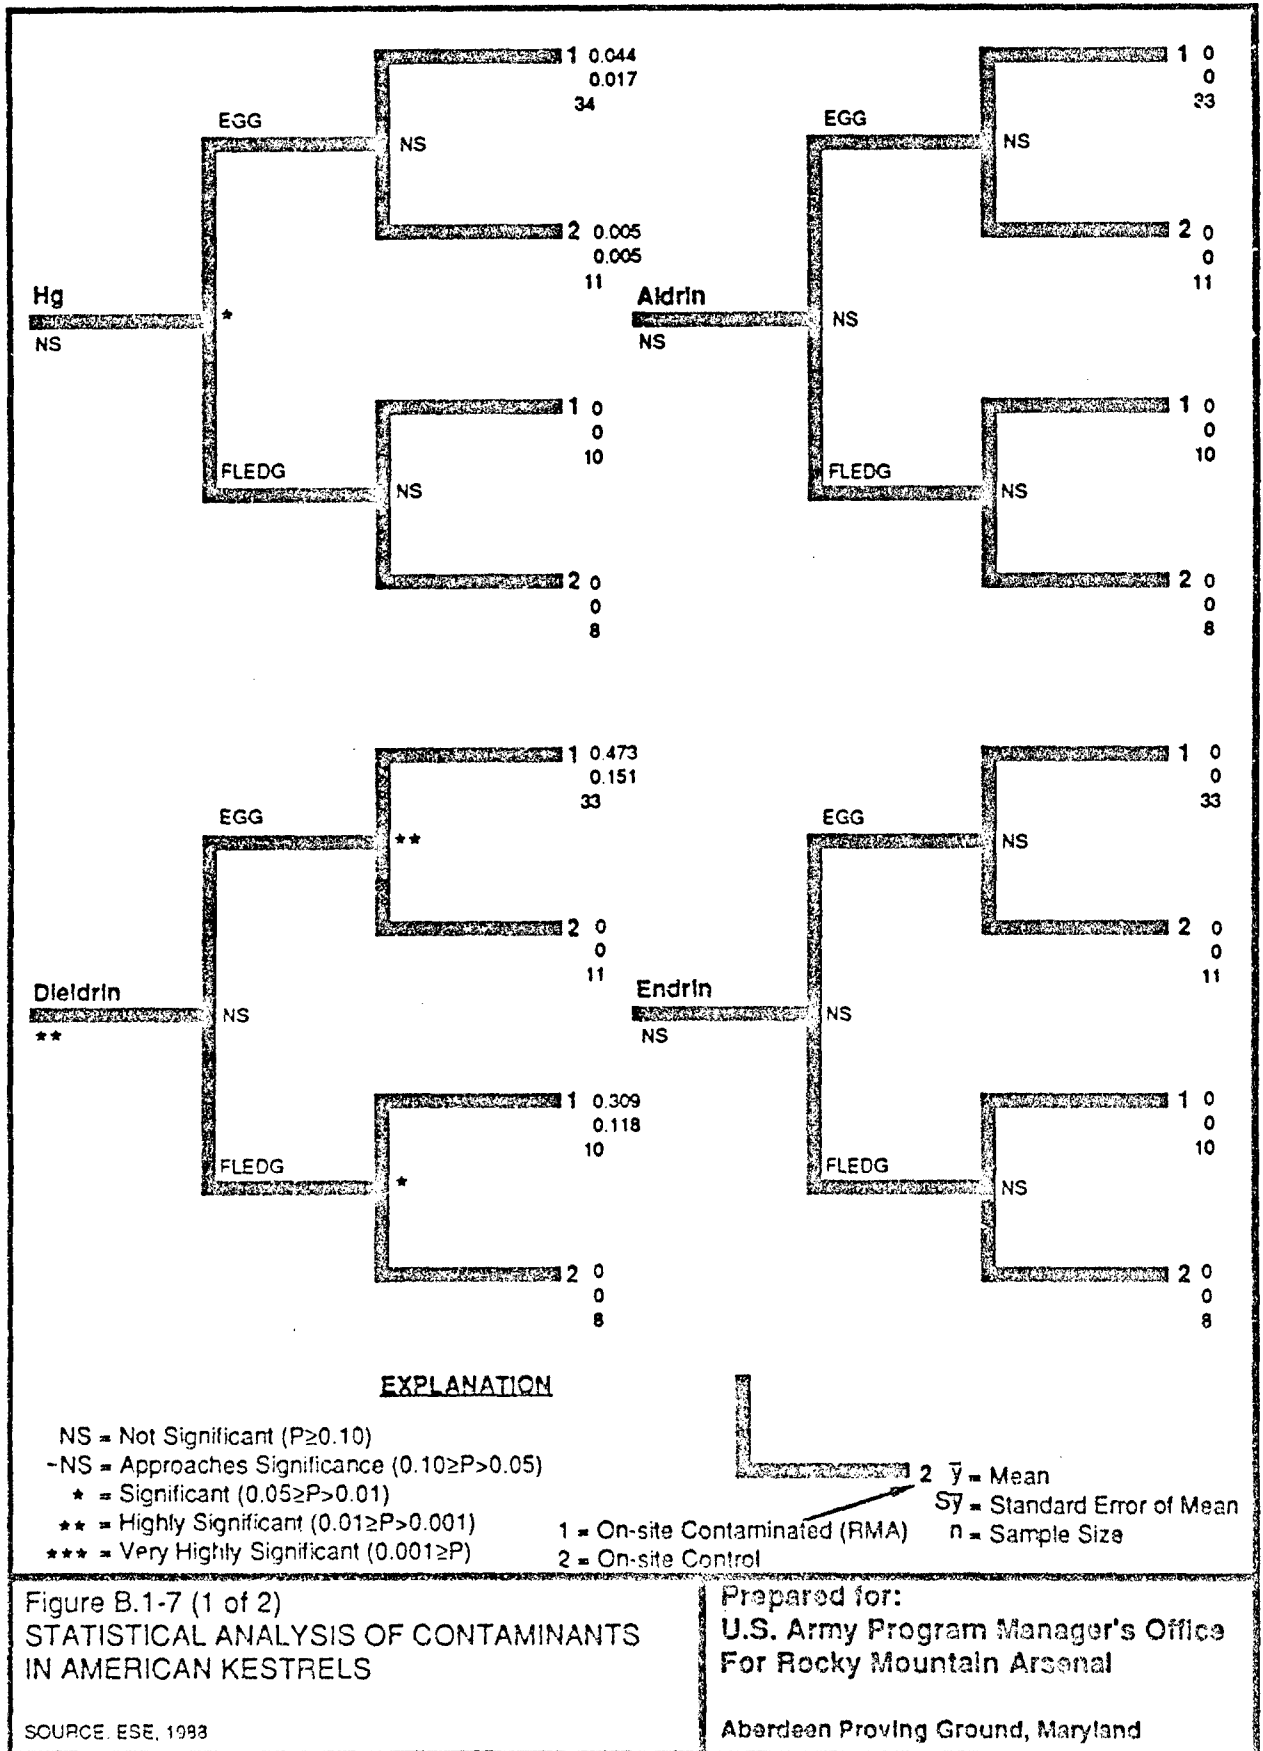 Hg
NS
*
EGG
NS
1 0.044
0.017
34
2 0.005
0.005
11
FLEDG
NS
1 0
0
10
2 0
0
8
Aldrin
NS
NS
EGG
NS
1 0
0
33
2 0
0
11
FLEDG
NS
1 0
0
10
2 0
0
8
Dieldrin
**
NS
EGG
**
1 0.473
0.151
33
2 0
0
11
FLEDG
*
1 0.309
0.118
10
2 0
0
8
Endrin
NS
NS
EGG
NS
1 0
0
33
2 0
0
11
FLEDG
NS
1 0
0
10
2 0
0
8
EXPLANATION
NS = Not Significant (P≥0.10)
~NS = Approaches Significance (0.10≥P>0.05)
* = Significant (0.05≥P>0.01)
** = Highly Significant (0.01≥P>0.001)
*** = Very Highly Significant (0.001≥P)
2 y̅ = Mean
Sy̅ = Standard Error of Mean
n = Sample Size
1 = On-site Contaminated (RMA)
2 = On-site Control
Figure B.1-7 (1 of 2)
STATISTICAL ANALYSIS OF CONTAMINANTS
IN AMERICAN KESTRELS
SOURCE. ESE, 1988
Prepared for:
U.S. Army Program Manager's Office
For Rocky Mountain Arsenal
Aberdeen Proving Ground, Maryland